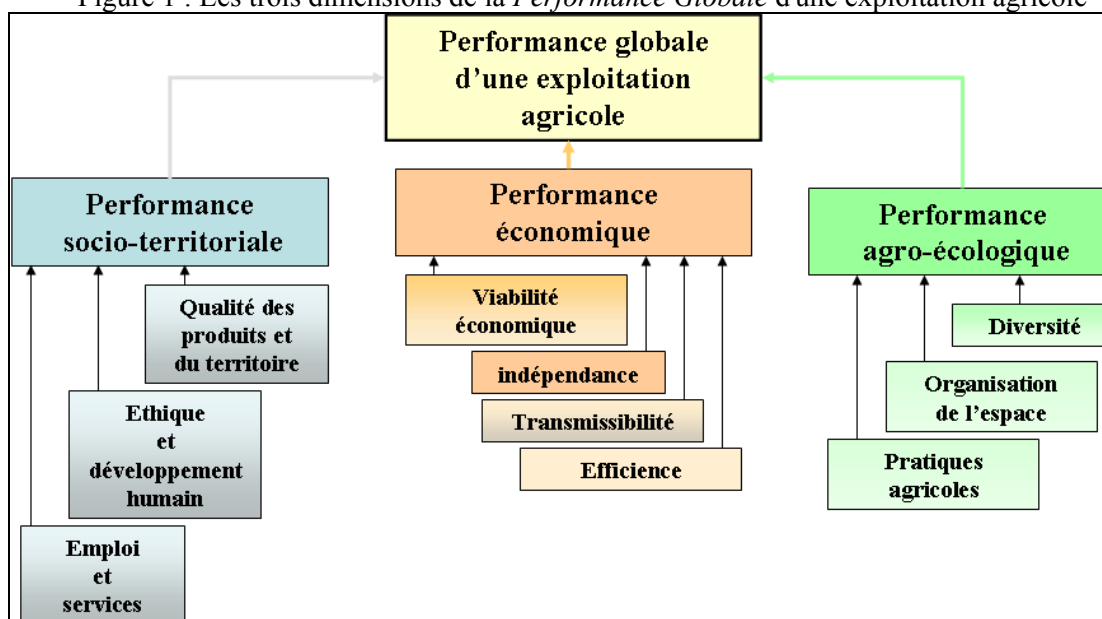 Figure 1 : Les trois dimensions de la Performance Globale d'une exploitation agricole
Performance globale
d'une exploitation
agricole
Performance
socio-territoriale
Qualité des
produits et
du territoire
Ethique
et
développement
humain
Emploi
et
services
Performance
économique
Viabilité
économique
indépendance
Transmissibilité
Efficience
Performance
agro-écologique
Diversité
Organisation
de l'espace
Pratiques
agricoles